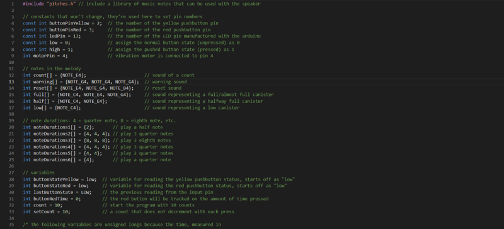 #include "pitches.h" // include a library of music notes that can be used with the speaker
// constants that won't change, they're used here to set pin numbers
const int buttonPinYellow = 2; // the number of the yellow pushbutton pin
const int buttonPinRed = 3; // the number of the red pushbutton pin
const int ledPin = 13; // the number of the LED pin manufactured with the arduino
const int low = 0; // assign the normal button state (unpressed) as 0
const int high = 1; // assign the pushed button state (pressed) as 1
int motorPin = 4; // vibration motor is connected to pin 4
// notes in the melody
int count[] = {NOTE_E4}; // sound of a count
int warning[] = {NOTE_E4, NOTE_E4, NOTE_E4}; // warning sound
int reset[] = {NOTE_E4, NOTE_E4, NOTE_E4}; // reset sound
int full[] = {NOTE_E4, NOTE_E4, NOTE_E4}; // sound representing a full/almost full canister
int half[] = {NOTE_E4, NOTE_E4}; // sound representing a halfway full canister
int low[] = {NOTE_E4}; // sound representing a low canister
// note durations: 4 = quarter note, 8 = eighth note, etc.
int noteDurations1[] = {2}; // play a half note
int noteDurations2[] = {4, 4, 4}; // play 3 quarter notes
int noteDurations3[] = {8, 8, 8}; // play 3 eighth notes
int noteDurations4[] = {4, 4, 4}; // play 3 quarter notes
int noteDurations5[] = {4, 4}; // play 2 quarter notes
int noteDurations6[] = {4}; // play a quarter note
// variables
int buttonStateYellow = low; // variable for reading the yellow pushbutton status, starts off as "low"
int buttonStateRed = low; // variable for reading the red pushbutton status, starts off as "low"
int lastButtonState = LOW; // the previous reading from the input pin
int buttonRedTime = 0; // the red button will be tracked on the amount of time pressed
int count = 10; // start the program with 10 counts
int setCount = 10; // a count that does not decrement with each press
/* the following variables are unsigned longs because the time, measured in